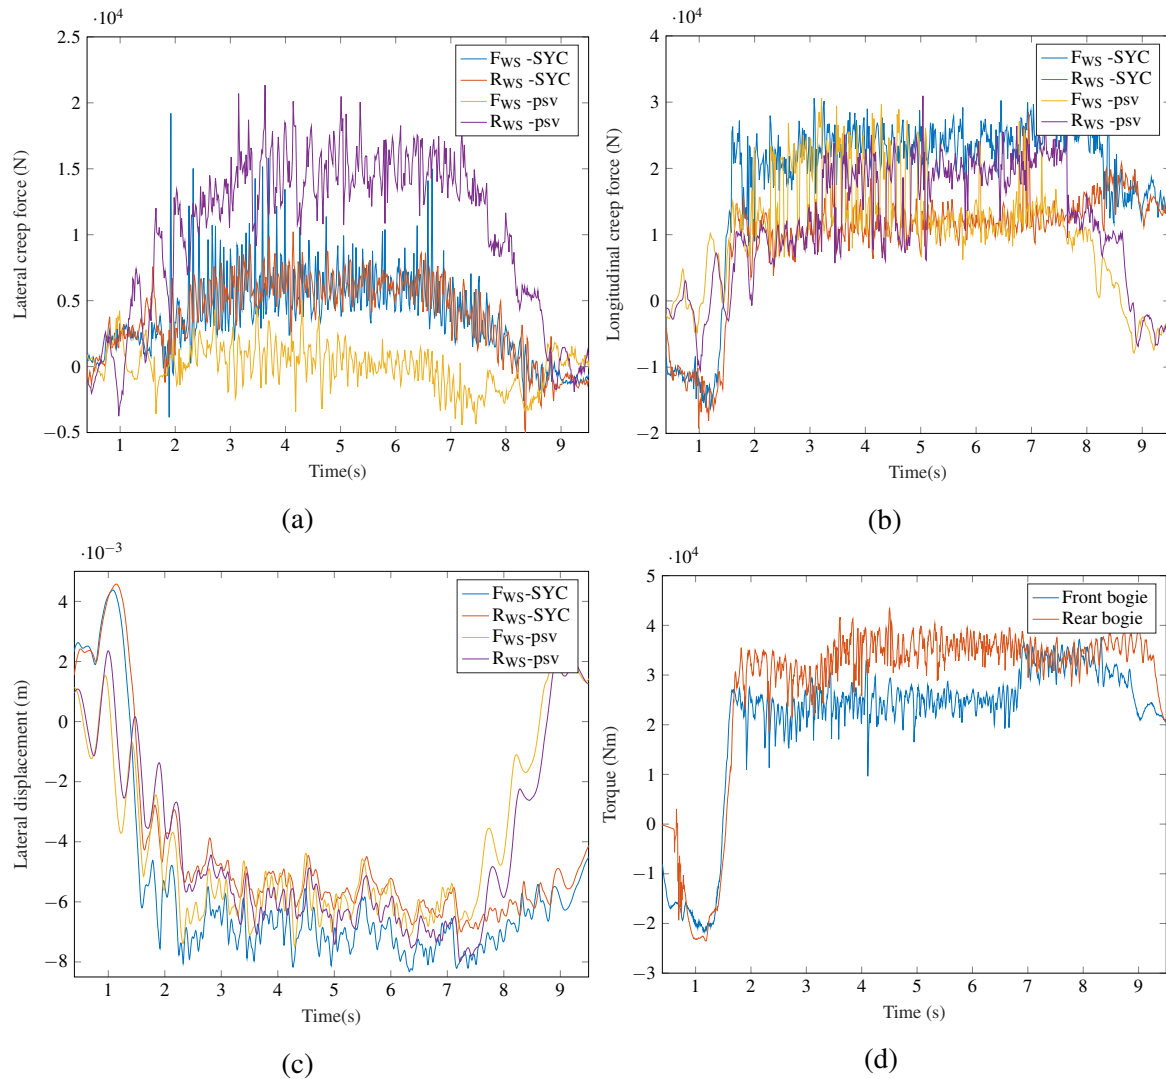 ·10⁴
2.5
2
1.5
1
0.5
0
−0.5
Lateral creep force (N)
F_WS -SYC
R_WS -SYC
F_WS -psv
R_WS -psv
1 2 3 4 5 6 7 8 9
Time(s)
(a)
·10⁴
4
3
2
1
0
−1
−2
Longitudinal creep force (N)
F_WS -SYC
R_WS -SYC
F_WS -psv
R_WS -psv
1 2 3 4 5 6 7 8 9
Time(s)
(b)
·10⁻³
4
2
0
−2
−4
−6
−8
Lateral displacement (m)
F_WS-SYC
R_WS-SYC
F_WS-psv
R_WS-psv
1 2 3 4 5 6 7 8 9
Time(s)
(c)
·10⁴
5
4
3
2
1
0
−1
−2
−3
Torque (Nm)
Front bogie
Rear bogie
1 2 3 4 5 6 7 8 9
Time (s)
(d)